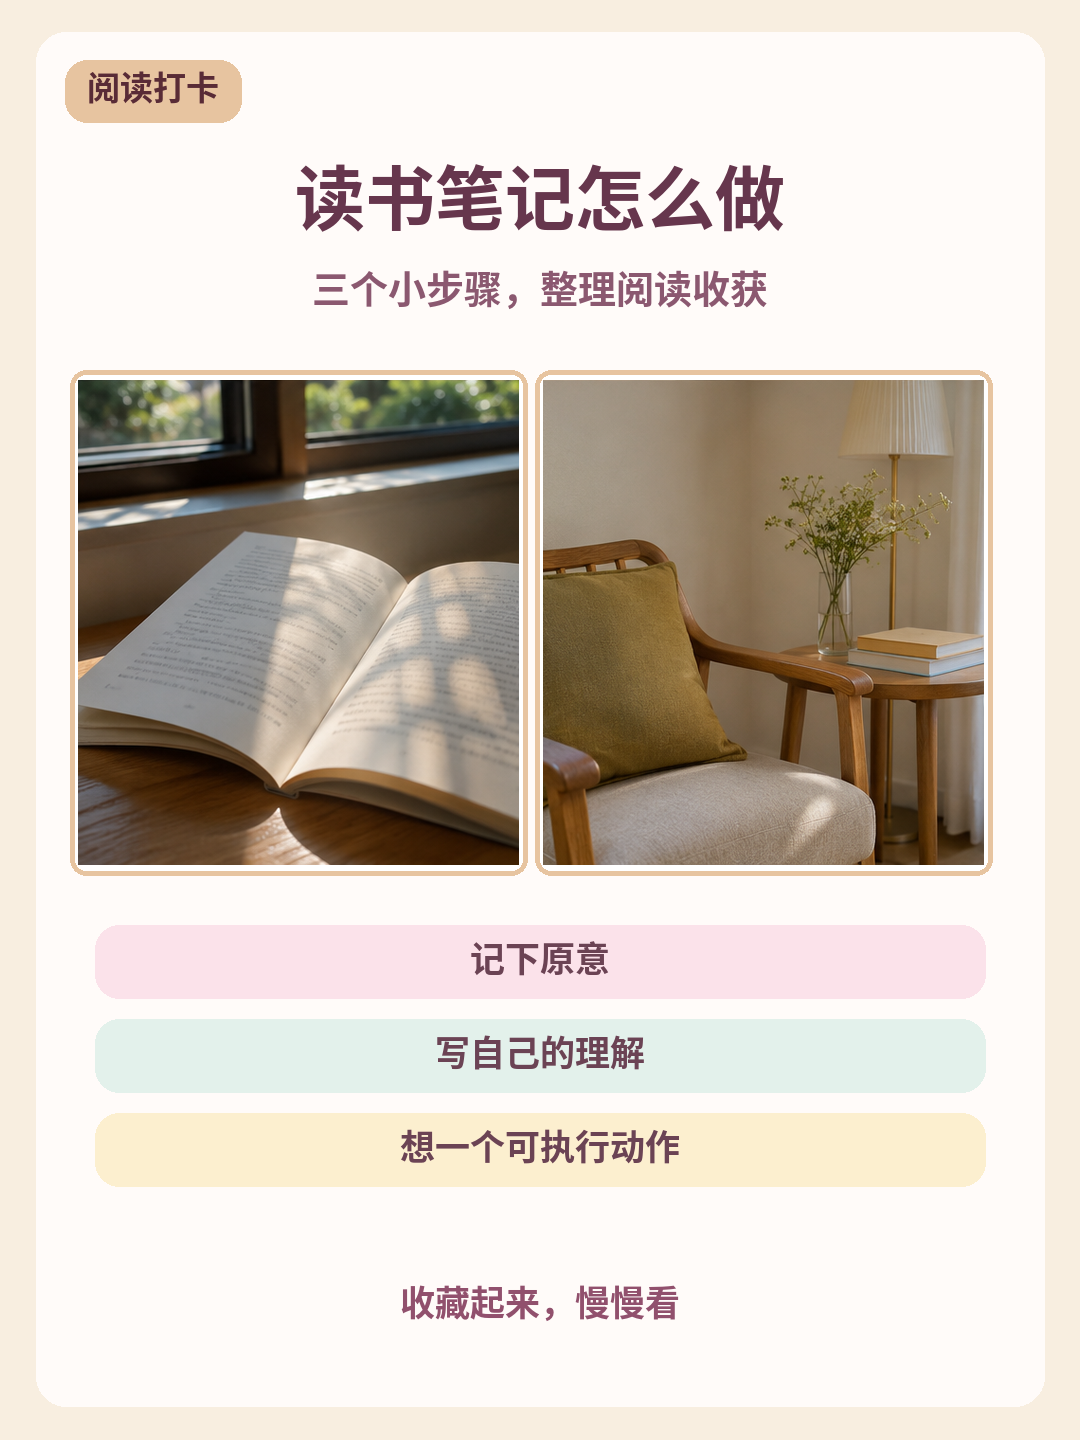 阅读打卡
读书笔记怎么做
三个小步骤，整理阅读收获
记下原意
写自己的理解
想一个可执行动作
收藏起来，慢慢看